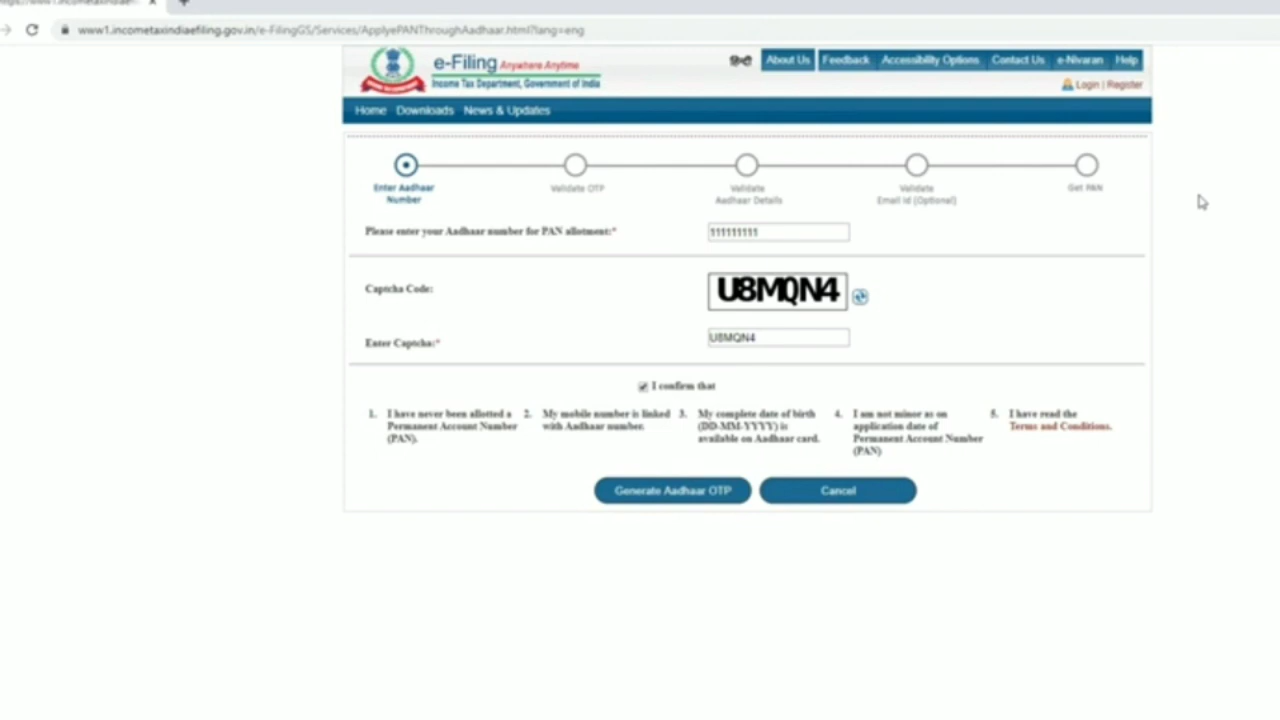 www1.incometaxindiaefiling.gov.in/e-FilingGS/Services/ApplyePANThroughAadhaar.html?lang=eng
e-Filing Anywhere Anytime
Income Tax Department, Government of India
हिन्दी About Us Feedback Accessibility Options Contact Us e-Nivaran Help
Login | Register
Home Downloads News & Updates
Enter Aadhaar
Number
Validate OTP
Validate
Aadhaar Details
Validate
Email Id (Optional)
Get PAN
Please enter your Aadhaar number for PAN allotment:*
111111111
Captcha Code:
U8MQN4
Enter Captcha:*
U8MQN4
I confirm that
1. I have never been allotted a
Permanent Account Number
(PAN).
2. My mobile number is linked
with Aadhaar number.
3. My complete date of birth
(DD-MM-YYYY) is
available on Aadhaar card.
4. I am not minor as on
application date of
Permanent Account Number
(PAN)
5. I have read the
Terms and Conditions.
Generate Aadhaar OTP
Cancel